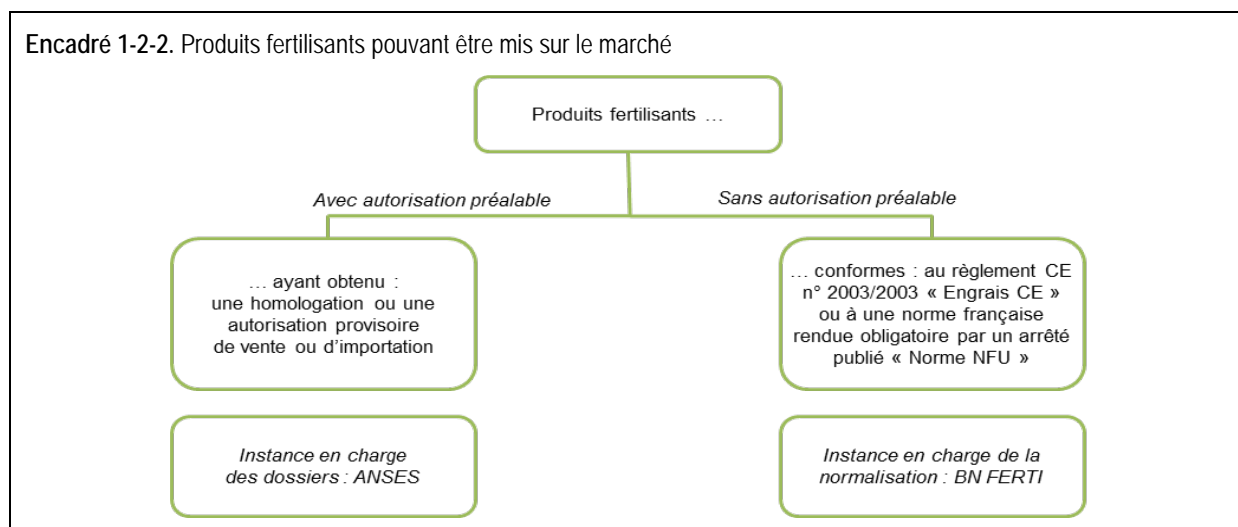 Encadré 1-2-2. Produits fertilisants pouvant être mis sur le marché
Produits fertilisants ...
Avec autorisation préalable
Sans autorisation préalable
... ayant obtenu :
une homologation ou une
autorisation provisoire
de vente ou d'importation
... conformes : au règlement CE
n° 2003/2003 « Engrais CE »
ou à une norme française
rendue obligatoire par un arrêté
publié « Norme NFU »
Instance en charge
des dossiers : ANSES
Instance en charge de la
normalisation : BN FERTI